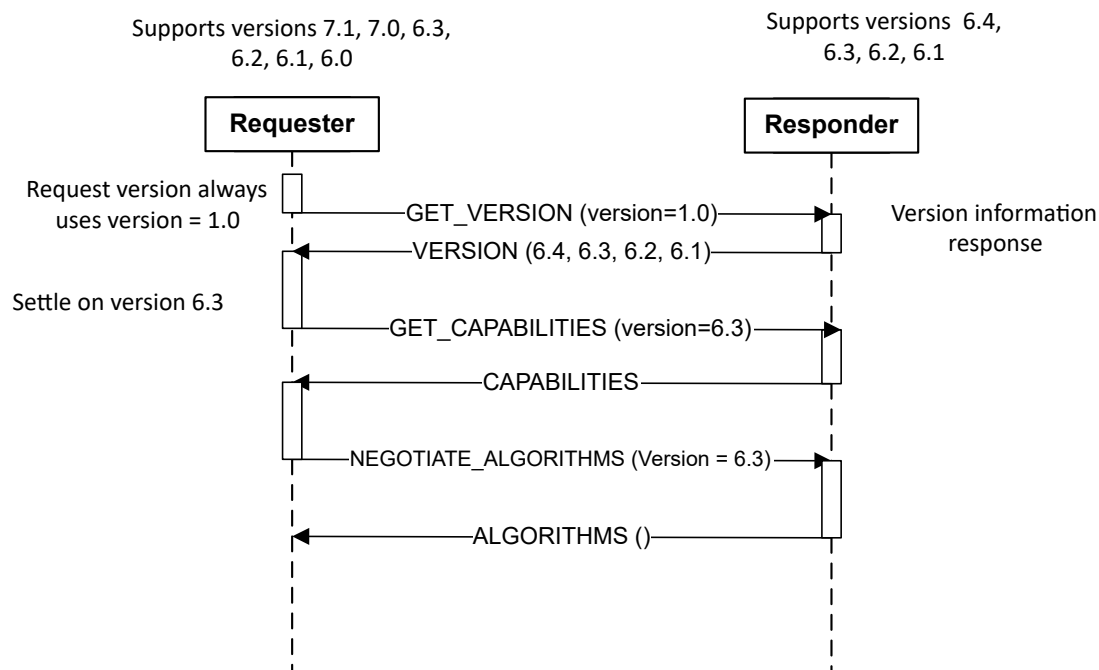 Supports versions 7.1, 7.0, 6.3,
6.2, 6.1, 6.0
Supports versions  6.4,
6.3, 6.2, 6.1
Requester
Responder
Request version always
uses version = 1.0
GET_VERSION (version=1.0)
Version information
response
VERSION (6.4, 6.3, 6.2, 6.1)
Settle on version 6.3
GET_CAPABILITIES (version=6.3)
CAPABILITIES
NEGOTIATE_ALGORITHMS (Version = 6.3)
ALGORITHMS ()